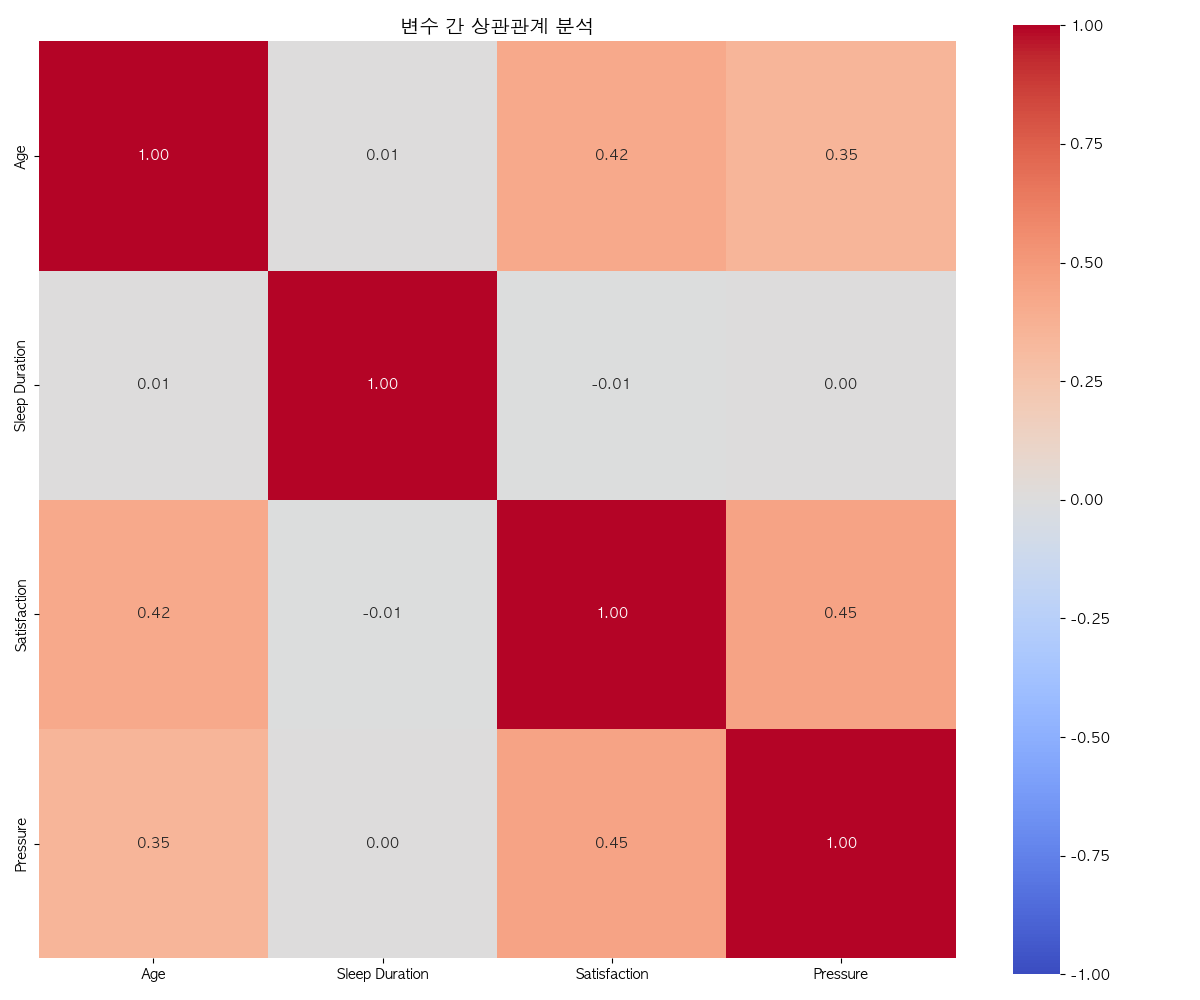 변수 간 상관관계 분석
Age
1.00
0.01
0.42
0.35
Sleep Duration
0.01
1.00
-0.01
0.00
Satisfaction
0.42
-0.01
1.00
0.45
Pressure
0.35
0.00
0.45
1.00
Age
Sleep Duration
Satisfaction
Pressure
1.00
0.75
0.50
0.25
0.00
-0.25
-0.50
-0.75
-1.00